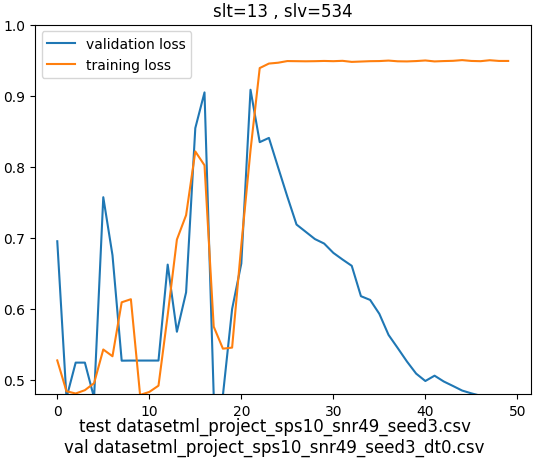 slt=13 , slv=534
validation loss
training loss
1.0
0.9
0.8
0.7
0.6
0.5
0 10 20 30 40 50
test datasetml_project_sps10_snr49_seed3.csv
val datasetml_project_sps10_snr49_seed3_dt0.csv